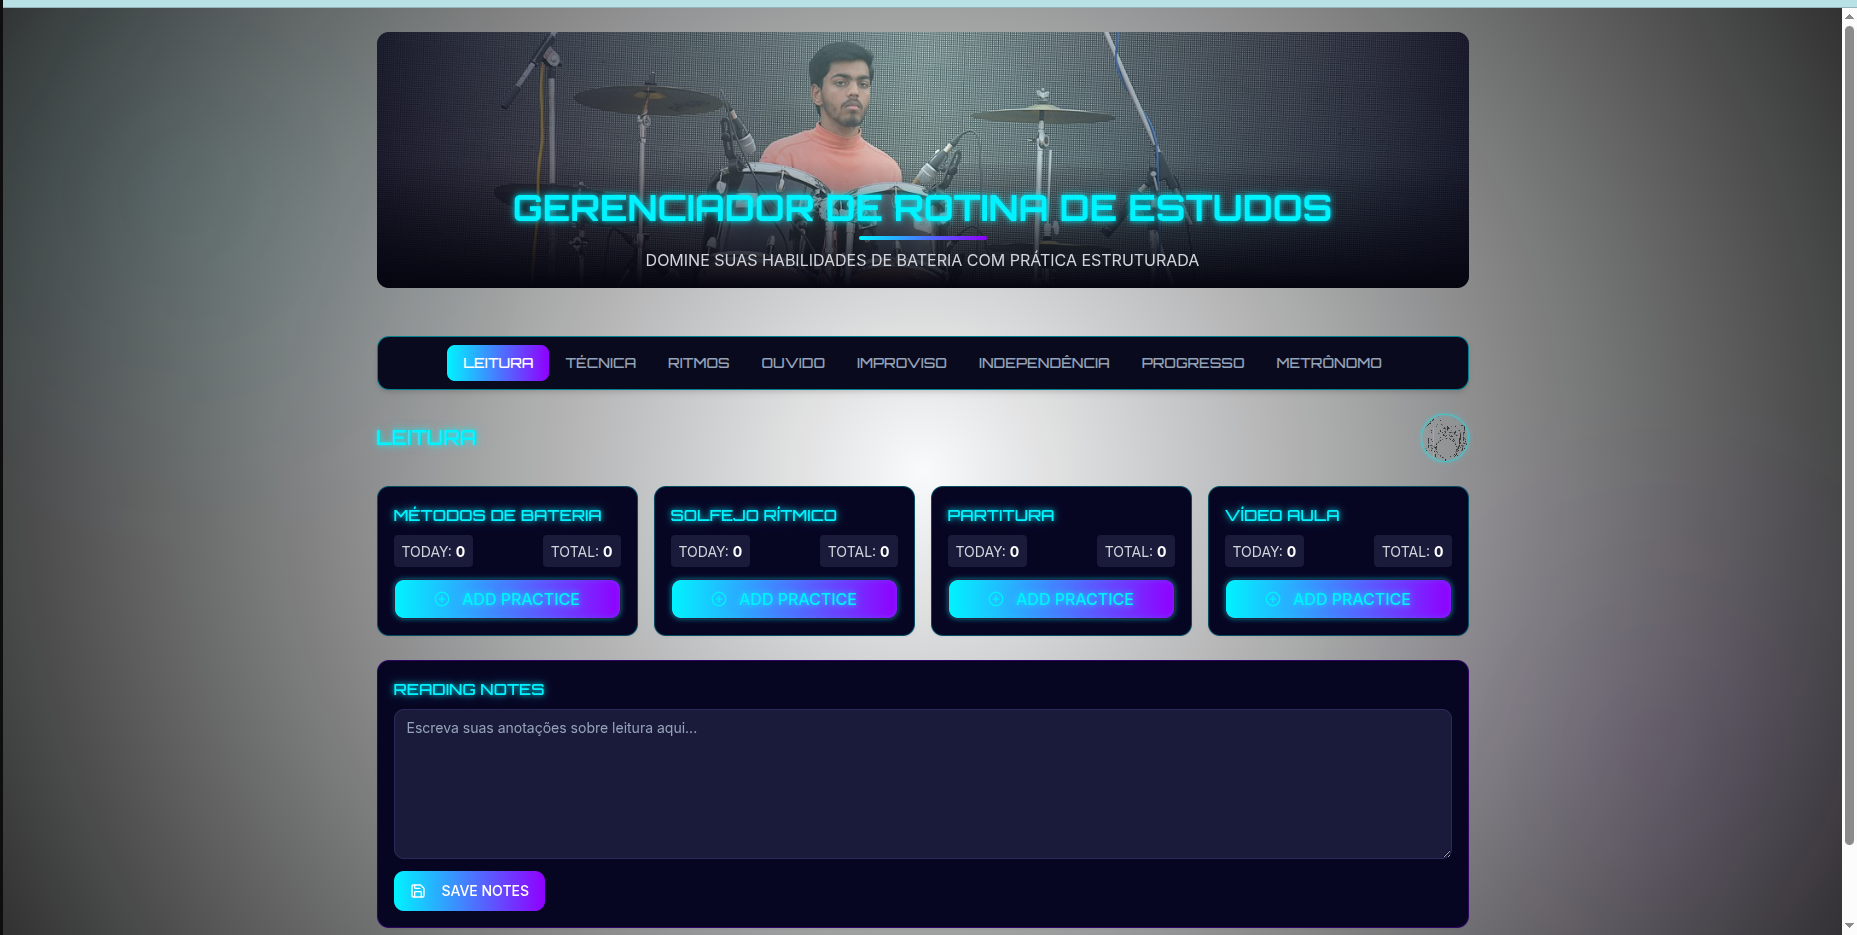 GERENCIADOR DE ROTINA DE ESTUDOS
DOMINE SUAS HABILIDADES DE BATERIA COM PRÁTICA ESTRUTURADA
LEITURA TÉCNICA RITMOS OUVIDO IMPROVISO INDEPENDÊNCIA PROGRESSO METRÔNOMO
LEITURA
MÉTODOS DE BATERIA
TODAY: 0 TOTAL: 0
ADD PRACTICE
SOLFEJO RÍTMICO
TODAY: 0 TOTAL: 0
ADD PRACTICE
PARTITURA
TODAY: 0 TOTAL: 0
ADD PRACTICE
VÍDEO AULA
TODAY: 0 TOTAL: 0
ADD PRACTICE
READING NOTES
Escreva suas anotações sobre leitura aqui...
SAVE NOTES